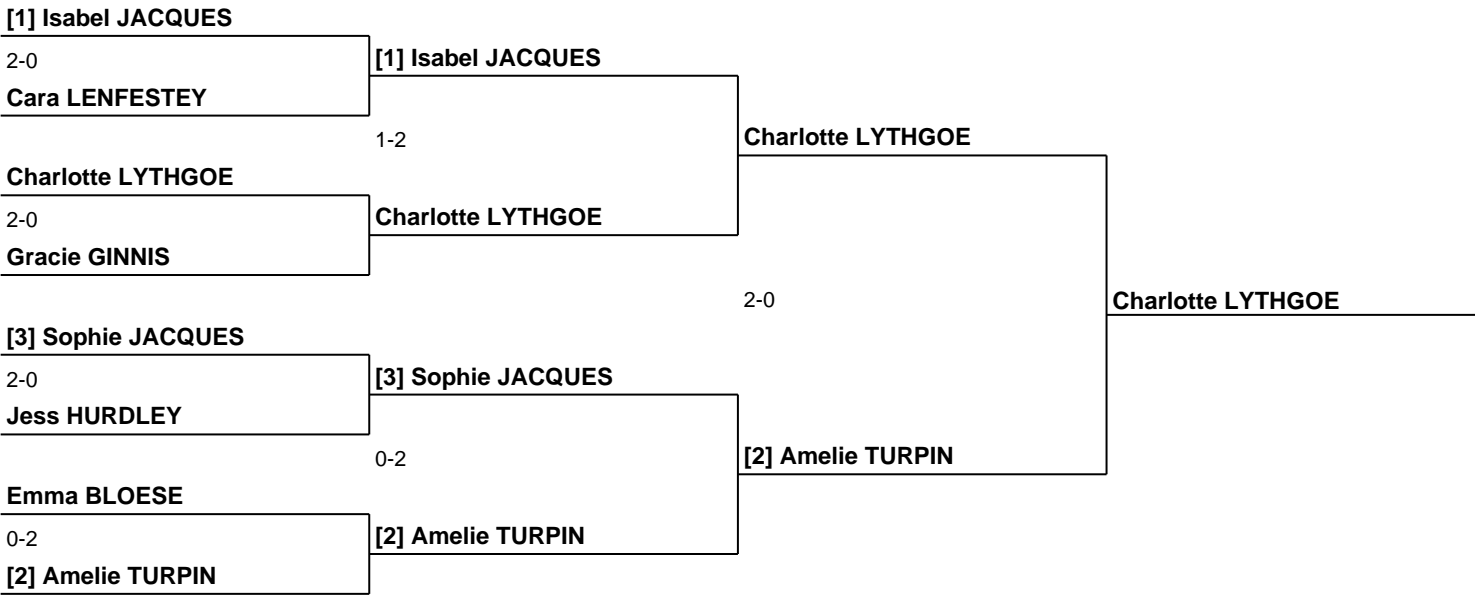 [1] Isabel JACQUES
2-0
[1] Isabel JACQUES
Cara LENFESTEY
1-2
Charlotte LYTHGOE
Charlotte LYTHGOE
2-0
Charlotte LYTHGOE
Gracie GINNIS
2-0
Charlotte LYTHGOE
[3] Sophie JACQUES
2-0
[3] Sophie JACQUES
Jess HURDLEY
0-2
[2] Amelie TURPIN
Emma BLOESE
0-2
[2] Amelie TURPIN
[2] Amelie TURPIN